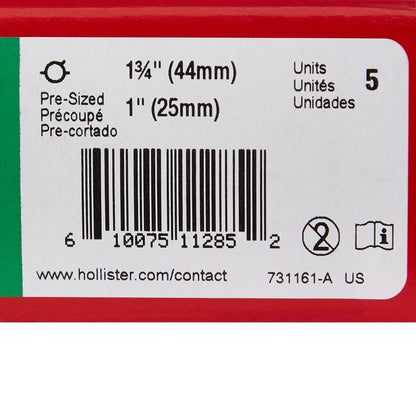 1¾" (44mm)
Pre-Sized
Précoupé
Pre-cortado
1" (25mm)
Units
Unités
Unidades
5
6 10075 11285 2
2
i
www.hollister.com/contact
731161-A US